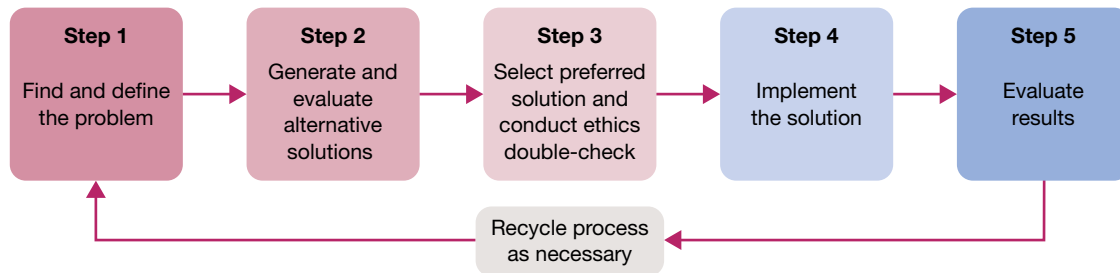 Step 1
Find and define
the problem
Step 2
Generate and
evaluate
alternative
solutions
Step 3
Select preferred
solution and
conduct ethics
double-check
Step 4
Implement
the solution
Step 5
Evaluate
results
Recycle process
as necessary